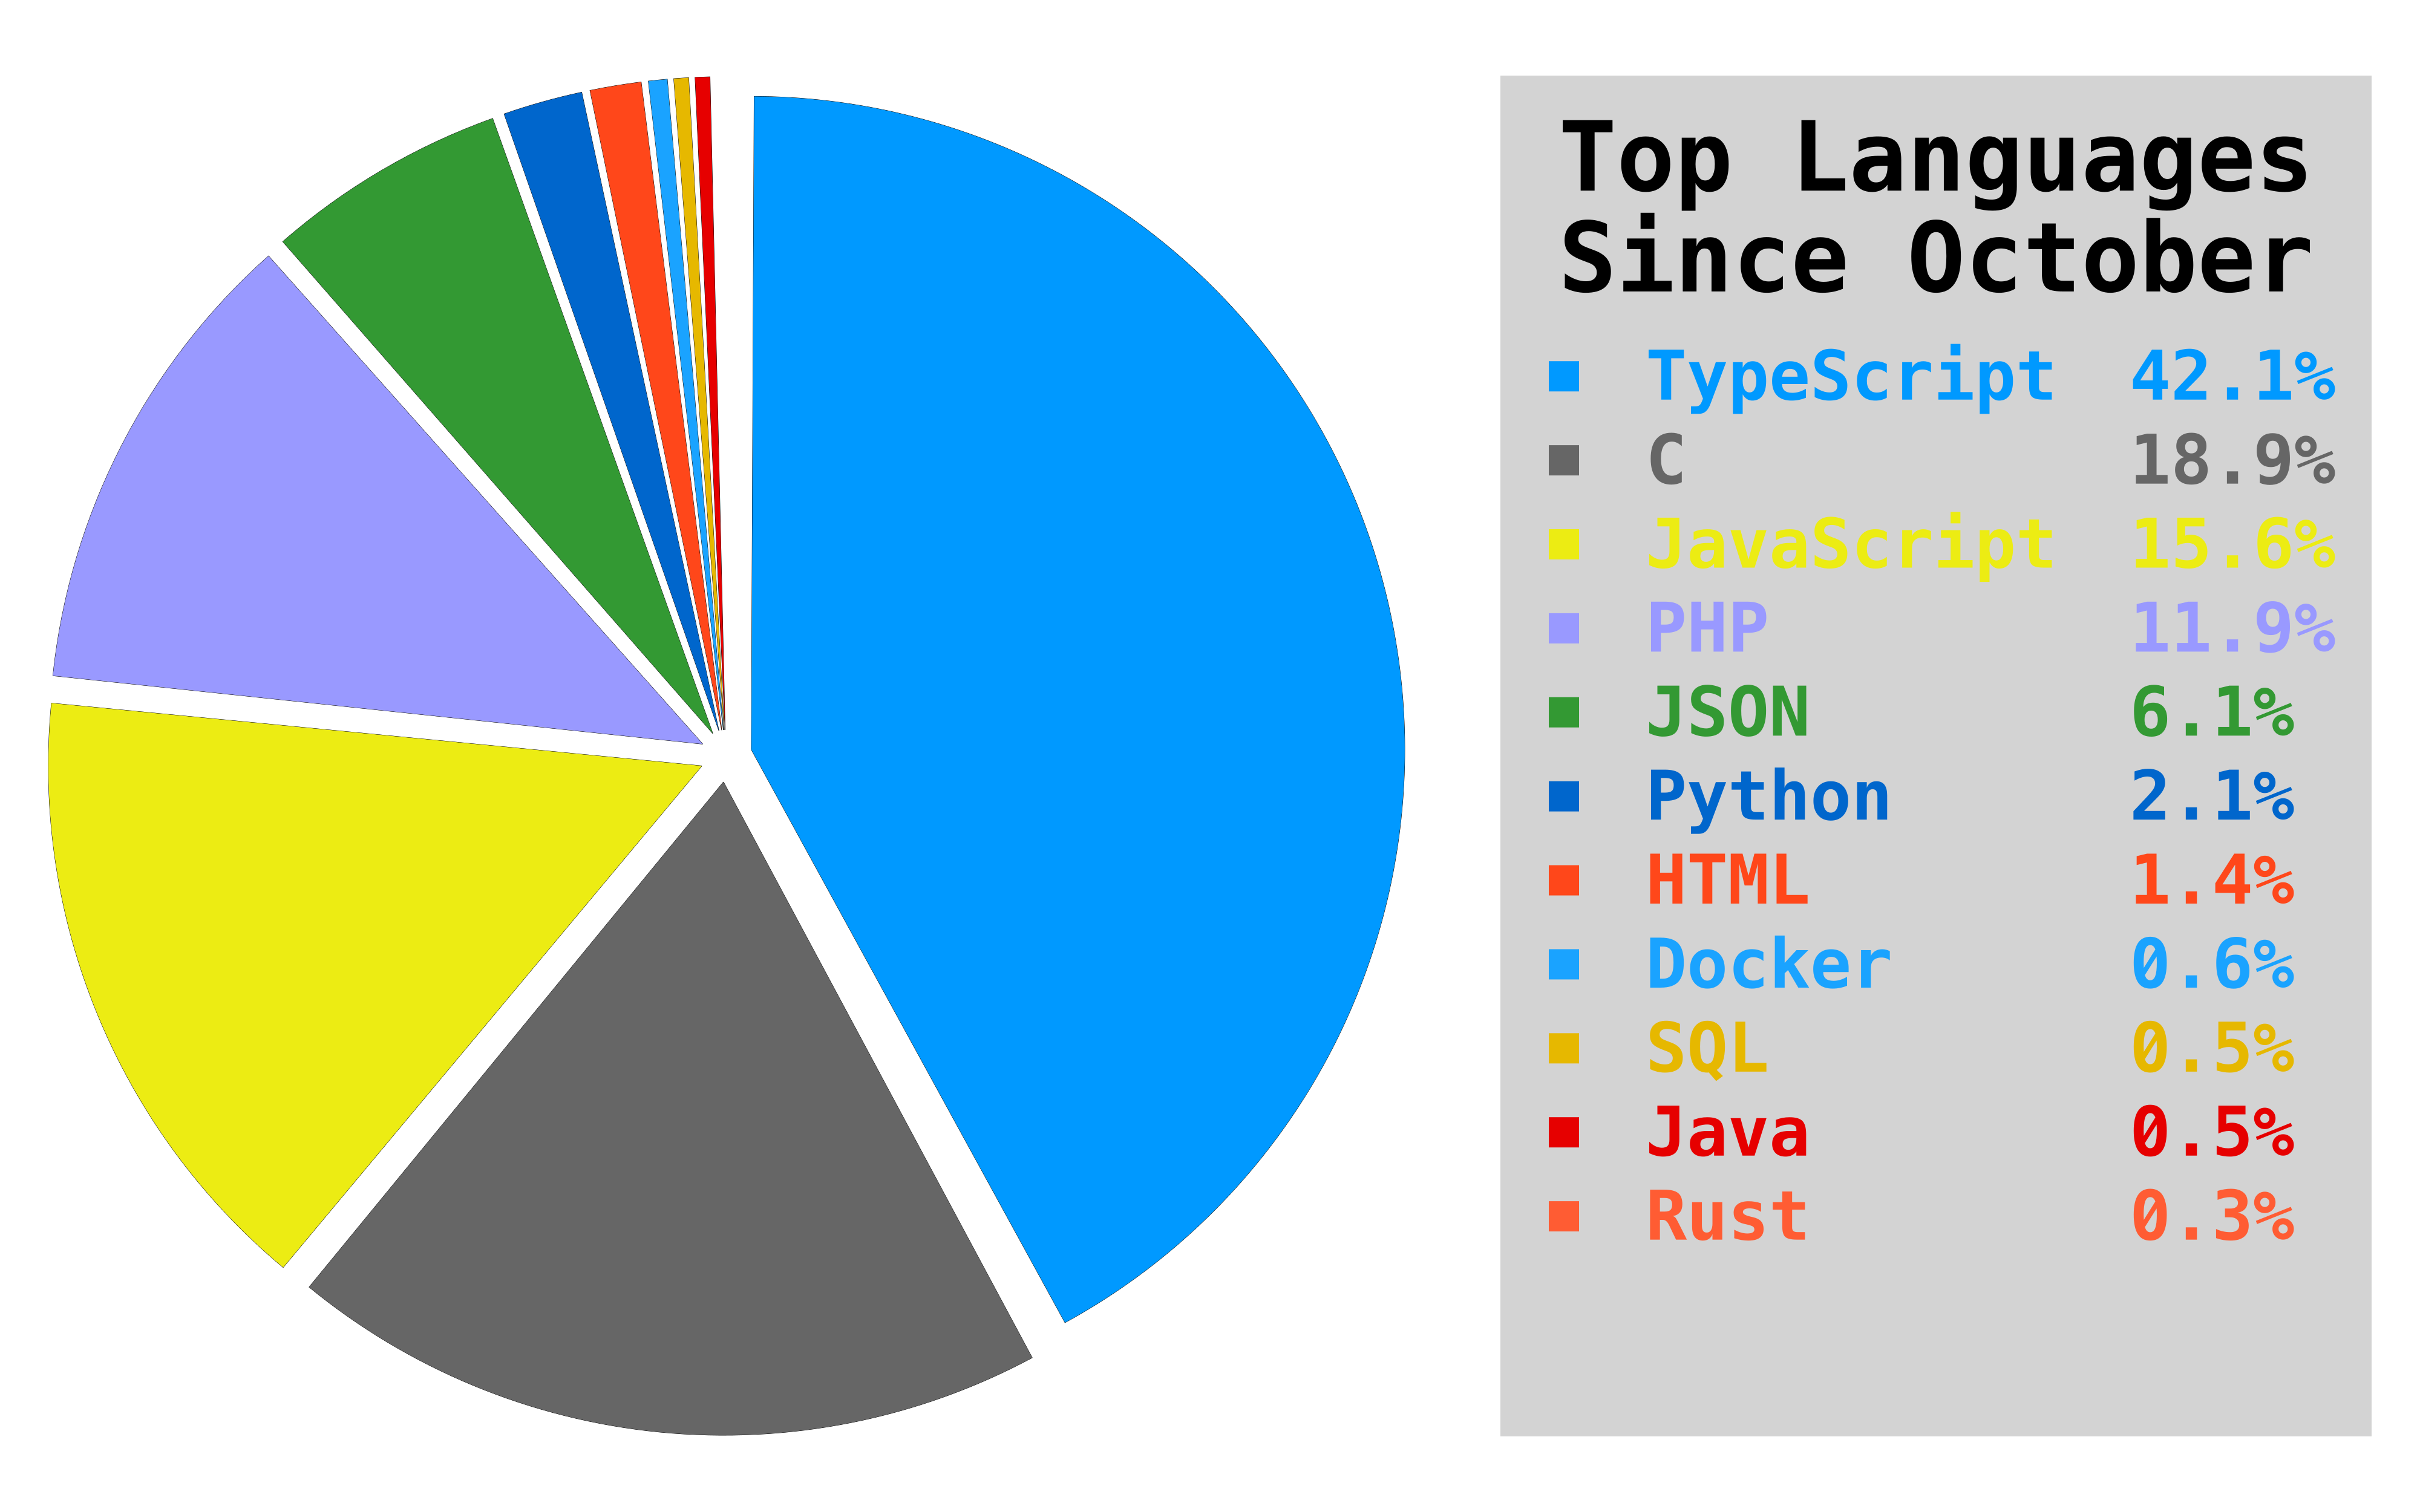 Top Languages
Since October
TypeScript 42.1%
C 18.9%
JavaScript 15.6%
PHP 11.9%
JSON 6.1%
Python 2.1%
HTML 1.4%
Docker 0.6%
SQL 0.5%
Java 0.5%
Rust 0.3%